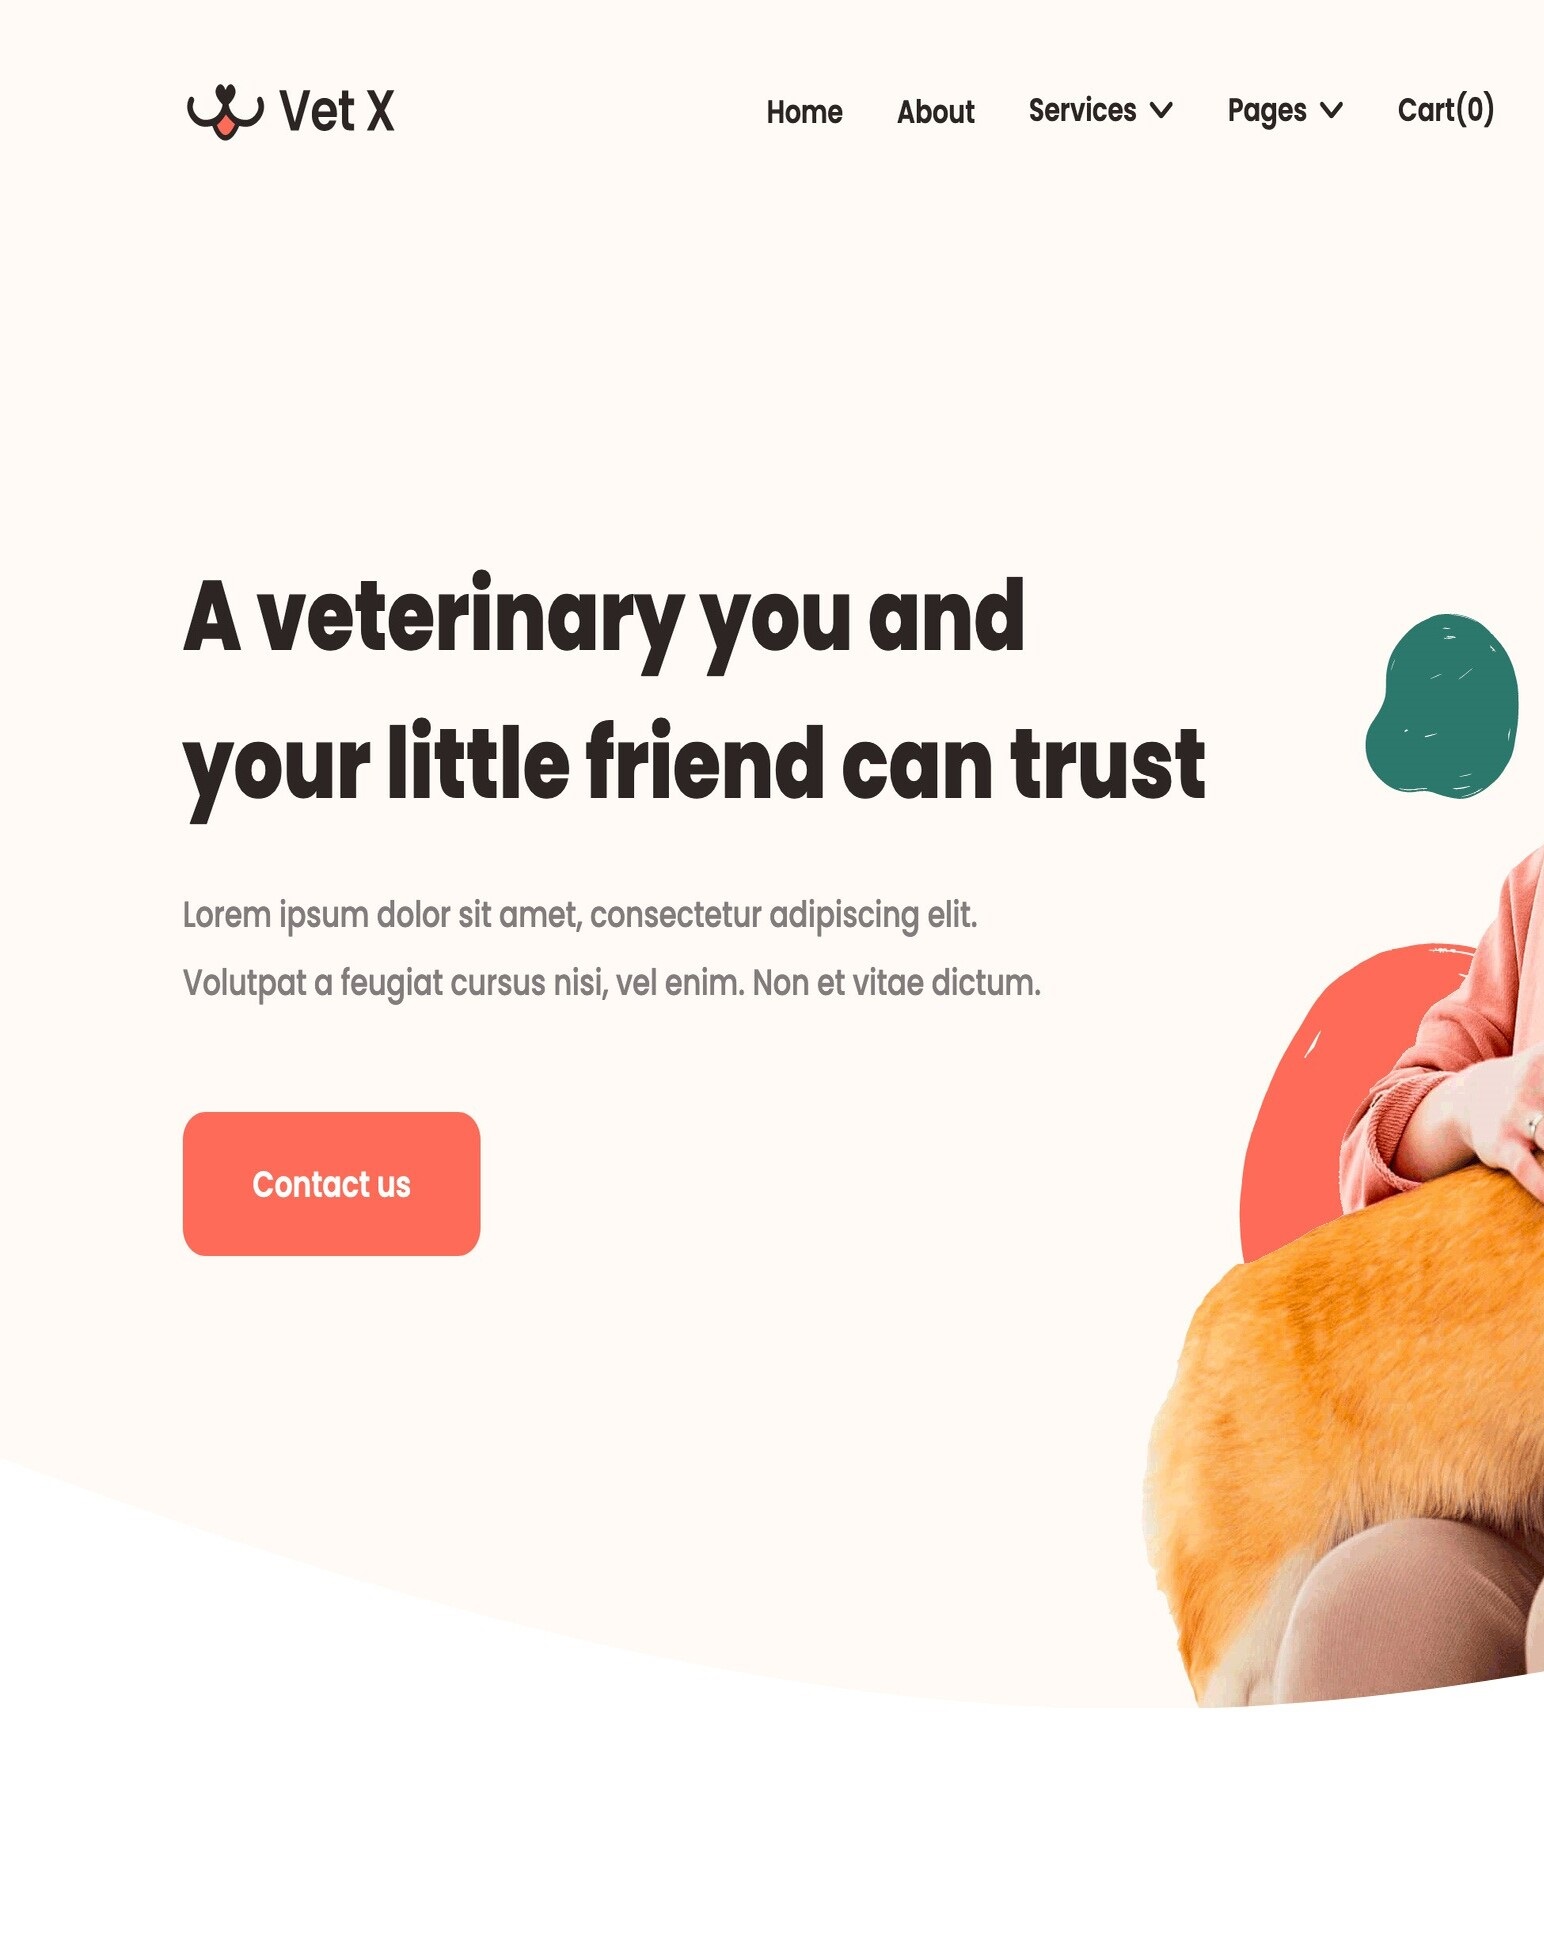 Vet X
Home About Services Pages Cart(0)
A veterinary you and
your little friend can trust
Lorem ipsum dolor sit amet, consectetur adipiscing elit.
Volutpat a feugiat cursus nisi, vel enim. Non et vitae dictum.
Contact us